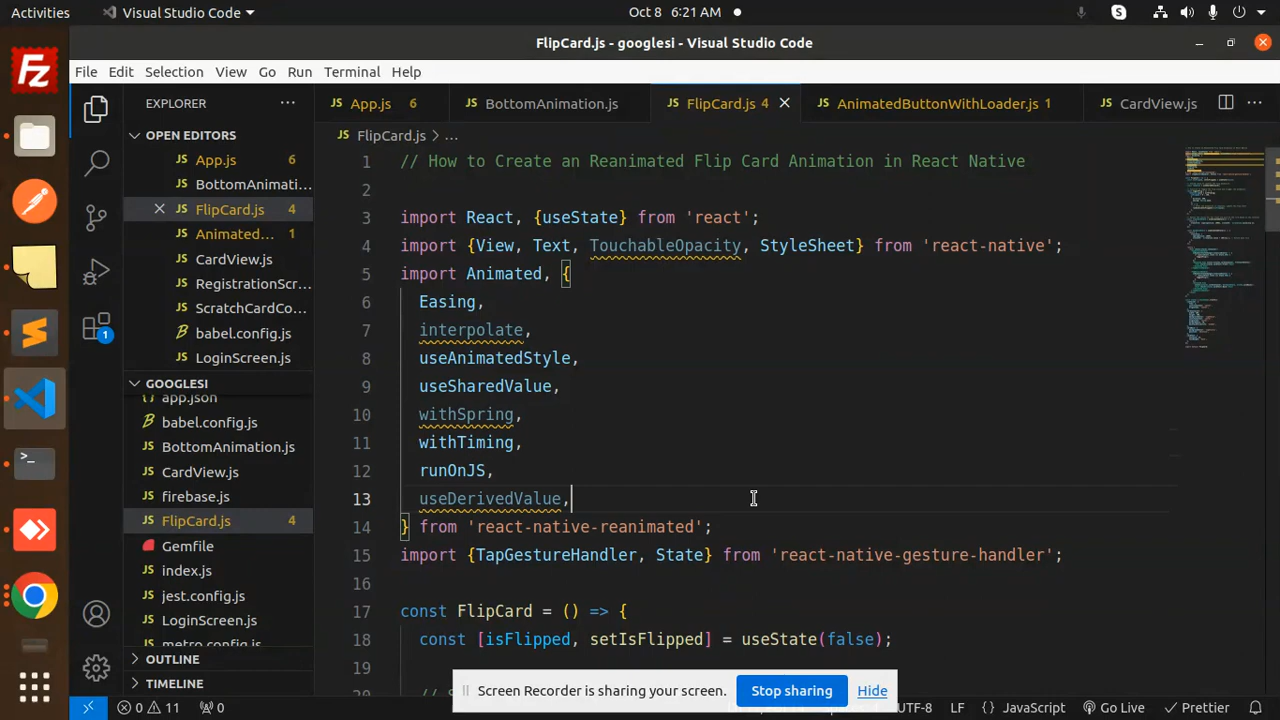 Activities
Visual Studio Code
Oct 8 6:21 AM
FlipCard.js - googlesi - Visual Studio Code
File Edit Selection View Go Run Terminal Help
EXPLORER
App.js 6
BottomAnimation.js
FlipCard.js 4
AnimatedButtonWithLoader.js 1
CardView.js
OPEN EDITORS
App.js 6
BottomAnimati...
FlipCard.js 4
Animated... 1
CardView.js
RegistrationScr...
ScratchCardCo...
babel.config.js
LoginScreen.js
GOOGLESI
app.json
babel.config.js
BottomAnimation.js
CardView.js
firebase.js
FlipCard.js 4
Gemfile
index.js
jest.config.js
LoginScreen.js
metro.config.js
OUTLINE
TIMELINE
FlipCard.js > ...
1 // How to Create an Reanimated Flip Card Animation in React Native
2
3 import React, {useState} from 'react';
4 import {View, Text, TouchableOpacity, StyleSheet} from 'react-native';
5 import Animated, {
6 Easing,
7 interpolate,
8 useAnimatedStyle,
9 useSharedValue,
10 withSpring,
11 withTiming,
12 runOnJS,
13 useDerivedValue,
14 } from 'react-native-reanimated';
15 import {TapGestureHandler, State} from 'react-native-gesture-handler';
16
17 const FlipCard = () => {
18 const [isFlipped, setIsFlipped] = useState(false);
19
Screen Recorder is sharing your screen. Stop sharing Hide
0 11 0
UTF-8 LF {} JavaScript Go Live Prettier